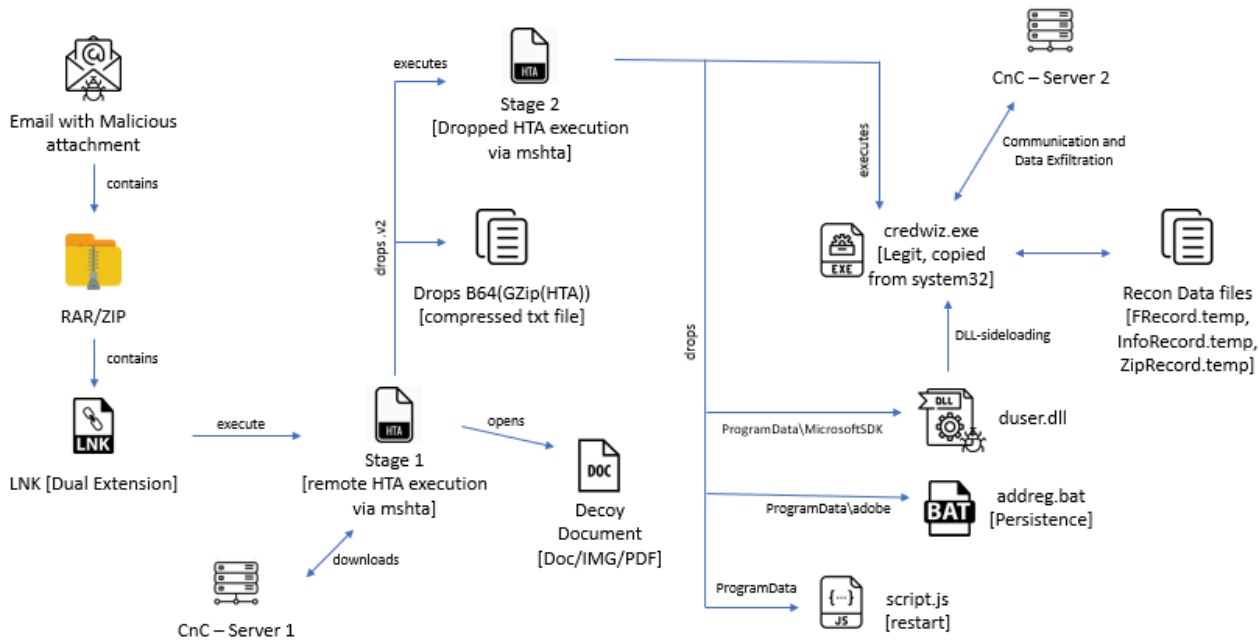 Email with Malicious
attachment
contains
RAR/ZIP
contains
LNK
LNK [Dual Extension]
execute
HTA
Stage 1
[remote HTA execution
via mshta]
downloads
CnC – Server 1
opens
DOC
Decoy
Document
[Doc/IMG/PDF]
drops .v2
Drops B64(GZip(HTA))
[compressed txt file]
executes
HTA
Stage 2
[Dropped HTA execution
via mshta]
executes
drops
CnC – Server 2
Communication and
Data Exfiltration
EXE
credwiz.exe
[Legit, copied
from system32]
Recon Data files
[FRecord.temp,
InfoRecord.temp,
ZipRecord.temp]
DLL-sideloading
ProgramData\MicrosoftSDK
DLL
duser.dll
ProgramData\adobe
BAT
addreg.bat
[Persistence]
ProgramData
{...}
JS
script.js
[restart]